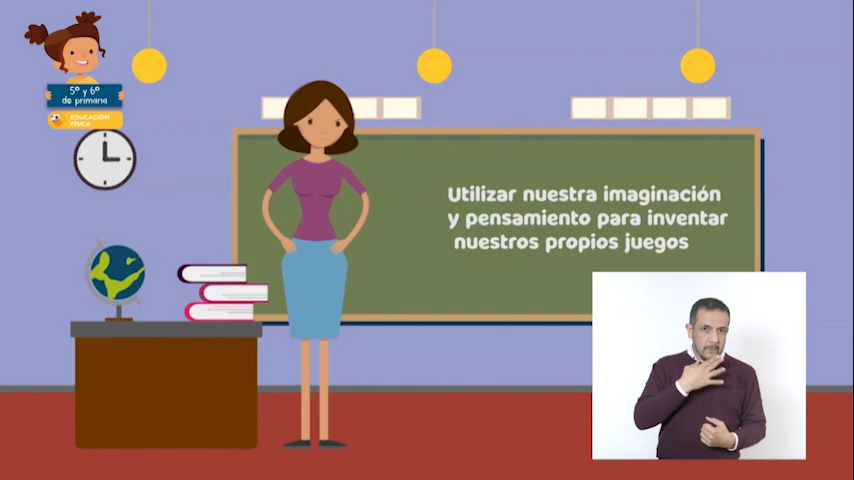 5º y 6º
de primaria
EDUCACIÓN
FÍSICA
Utilizar nuestra imaginación
y pensamiento para inventar
nuestros propios juegos